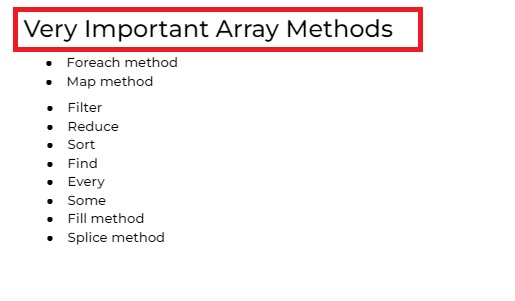 Very Important Array Methods
Foreach method
Map method
Filter
Reduce
Sort
Find
Every
Some
Fill method
Splice method